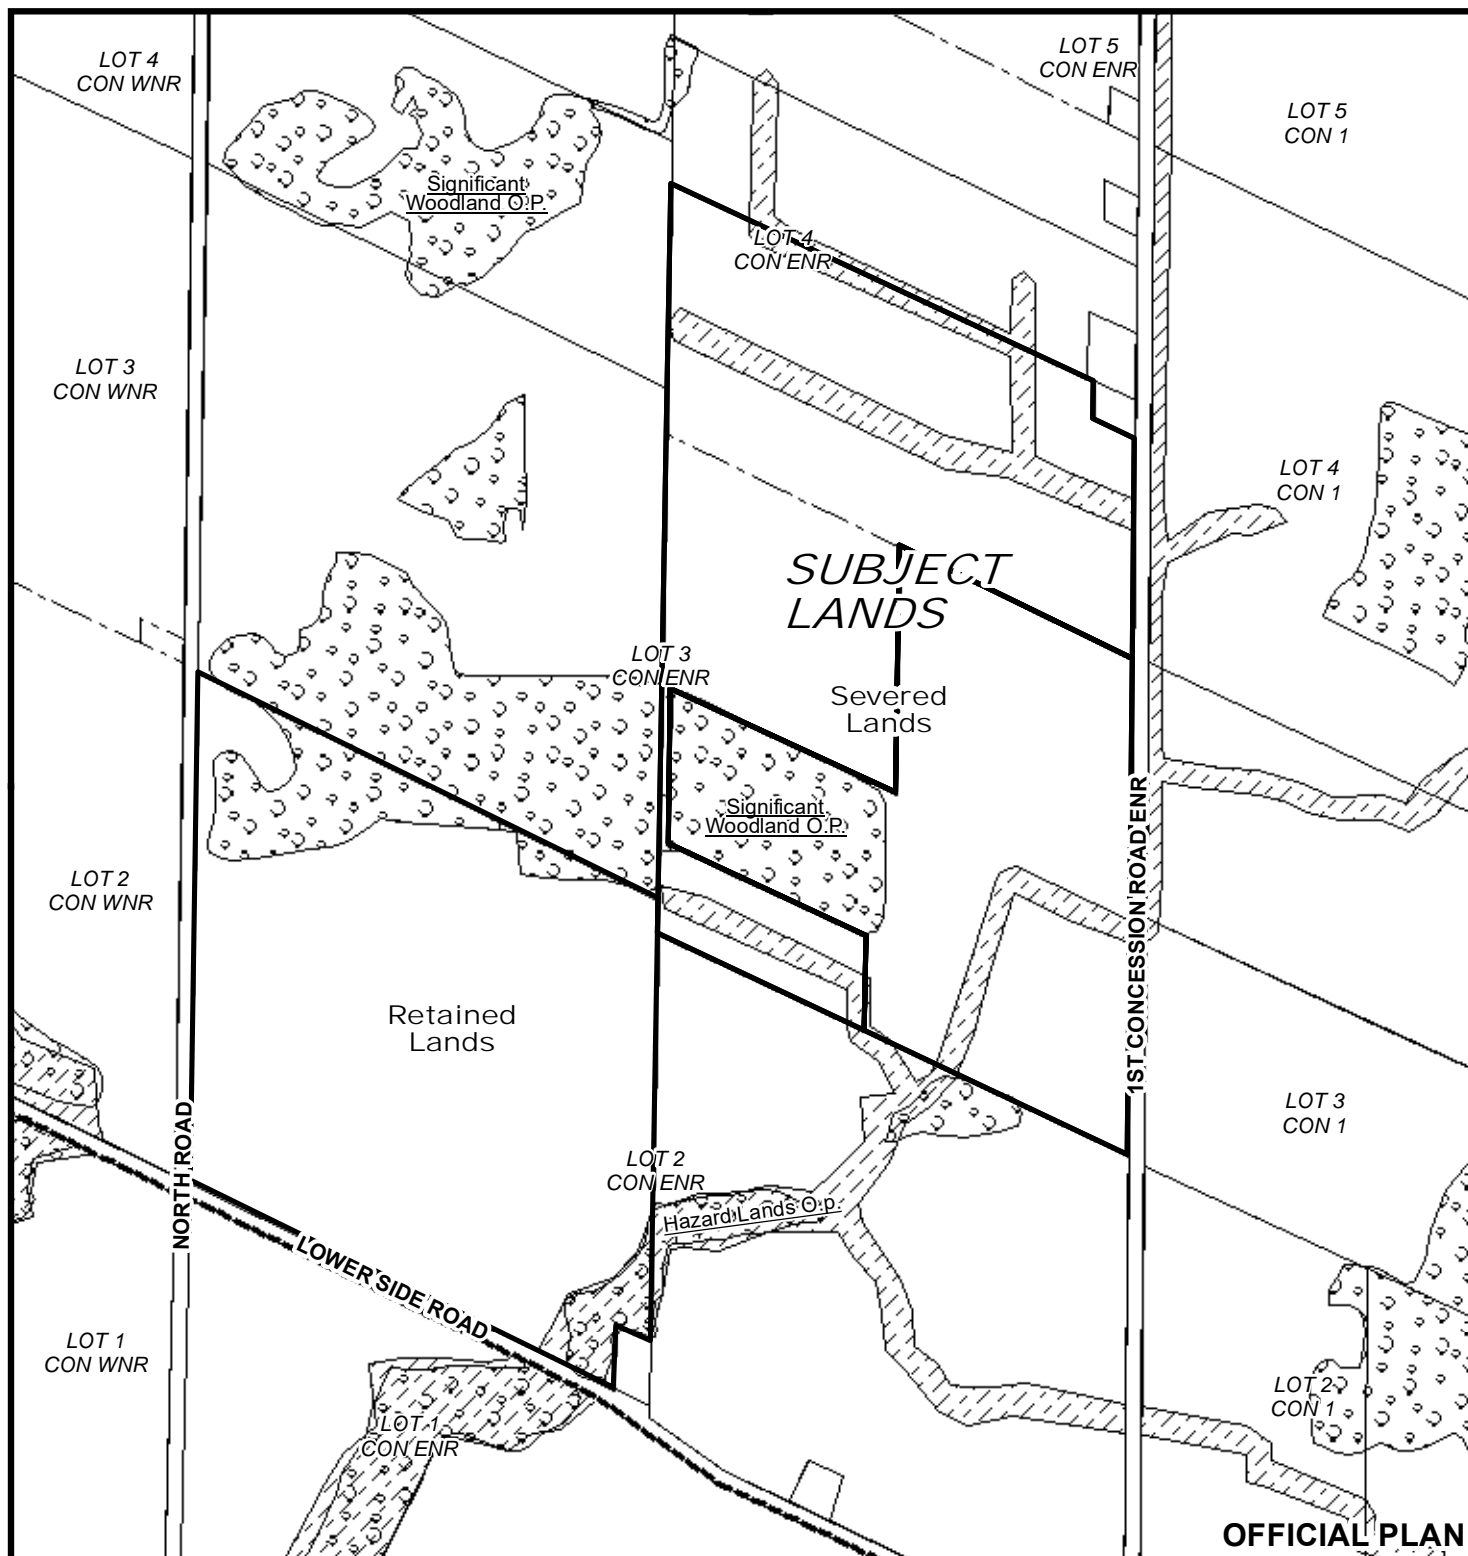 LOT 4
CON WNR
LOT 5
CON ENR
LOT 5
CON 1
Significant
Woodland O.P.
LOT 4
CON ENR
LOT 3
CON WNR
LOT 4
CON 1
SUBJECT
LANDS
LOT 3
CON ENR
Severed
Lands
Significant
Woodland O.P.
LOT 2
CON WNR
1ST CONCESSION ROAD ENR
Retained
Lands
LOT 3
CON 1
NORTH ROAD
LOT 2
CON ENR
Hazard Lands O.p.
LOWER SIDE ROAD
LOT 1
CON WNR
LOT 2
CON 1
LOT 1
CON ENR
OFFICIAL PLAN